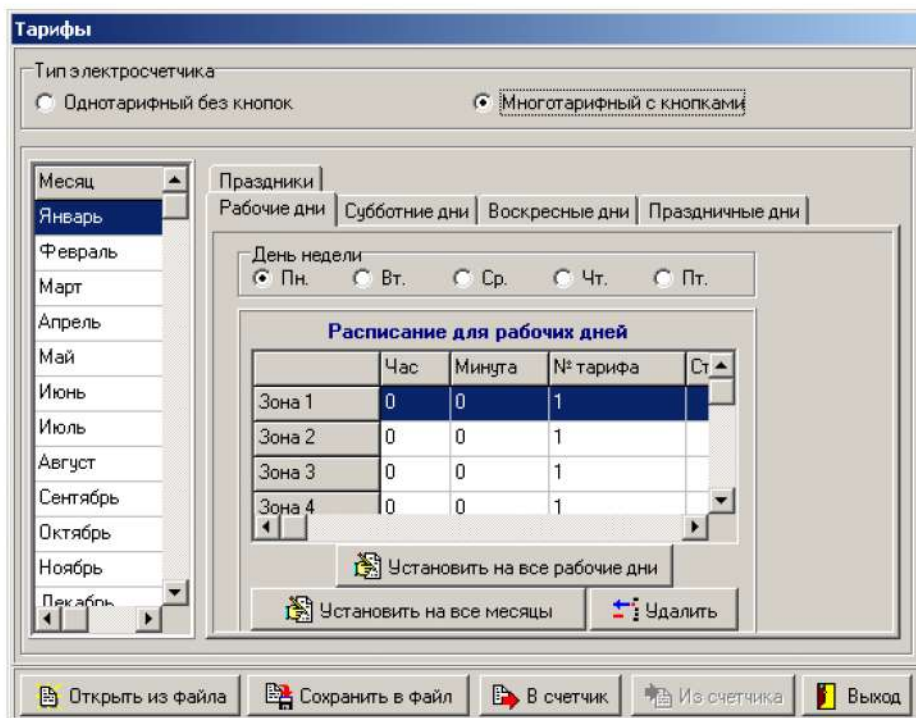 Тарифы
Тип электросчетчика
Однотарифный без кнопок
Многотарифный с кнопками
Месяц
Январь
Февраль
Март
Апрель
Май
Июнь
Июль
Август
Сентябрь
Октябрь
Ноябрь
Декабрь
Праздники
Рабочие дни Субботние дни Воскресные дни Праздничные дни
День недели
Пн. Вт. Ср. Чт. Пт.
Расписание для рабочих дней
Час Минута № тарифа Ст
Зона 1 0 0 1
Зона 2 0 0 1
Зона 3 0 0 1
Зона 4 0 0 1
Установить на все рабочие дни
Установить на все месяцы Удалить
Открыть из файла Сохранить в файл В счетчик Из счетчика Выход